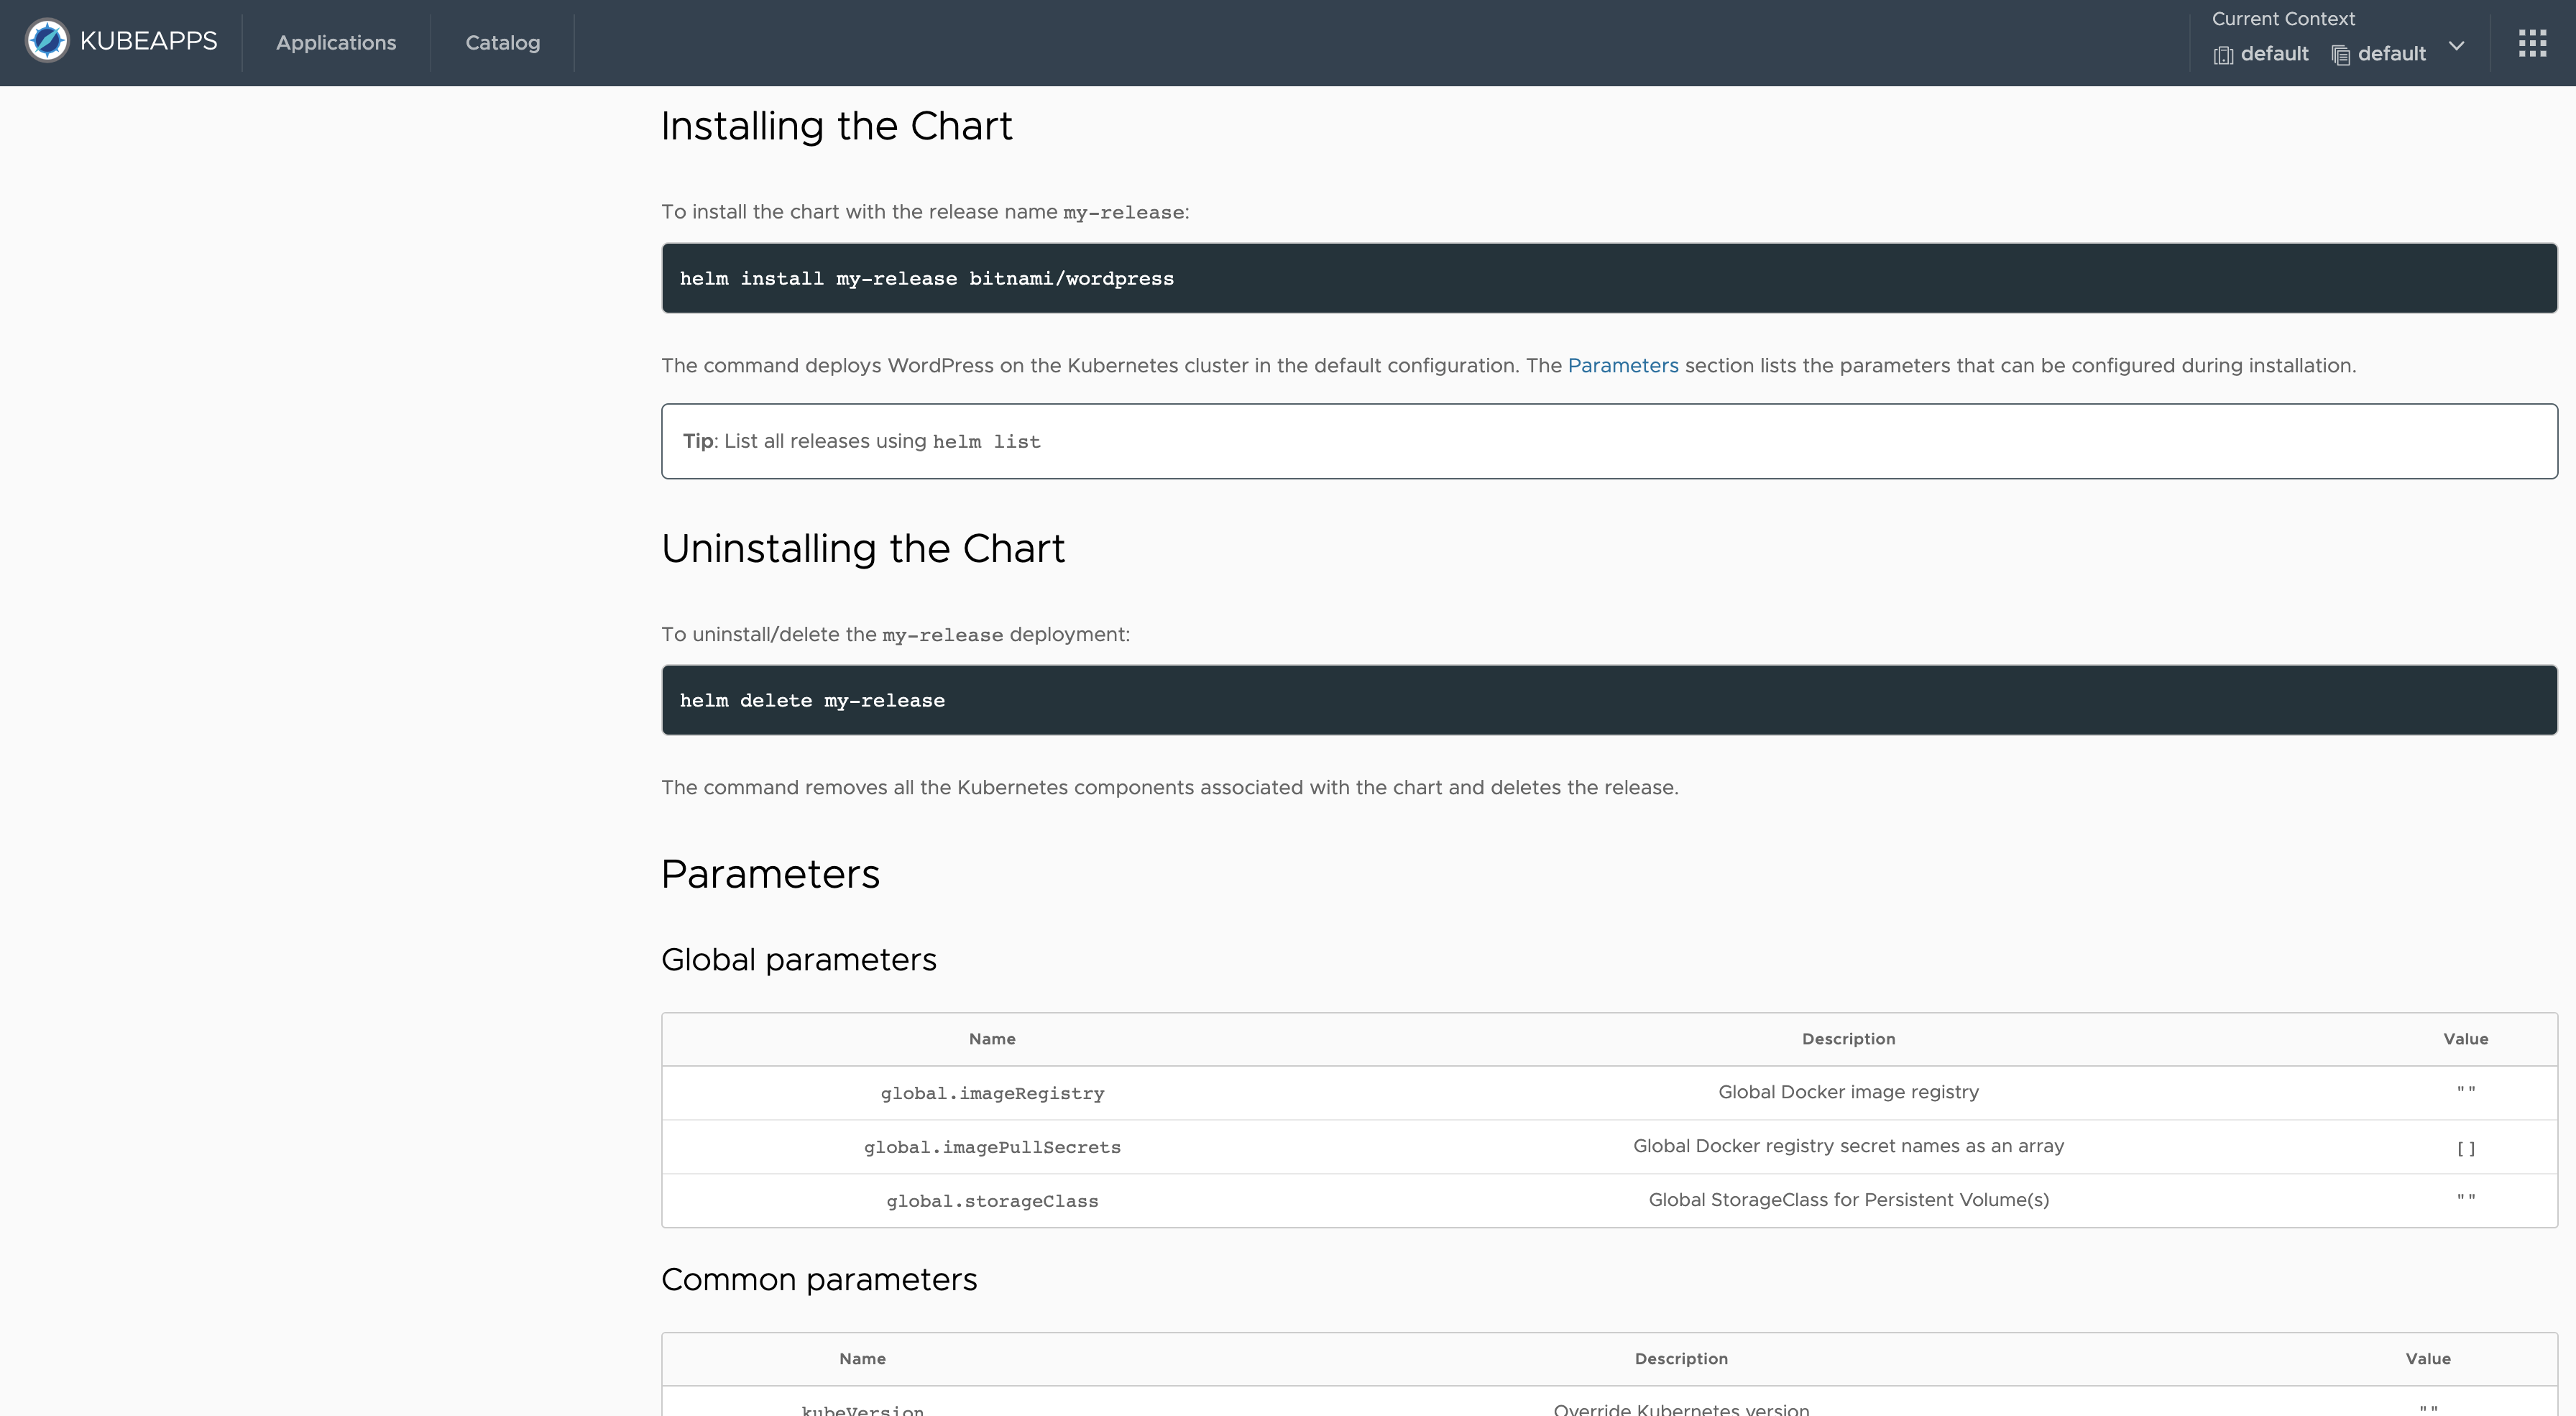 KUBEAPPS
Applications
Catalog
Current Context
default default
Installing the Chart
To install the chart with the release name my-release:
helm install my-release bitnami/wordpress
The command deploys WordPress on the Kubernetes cluster in the default configuration. The Parameters section lists the parameters that can be configured during installation.
Tip: List all releases using helm list
Uninstalling the Chart
To uninstall/delete the my-release deployment:
helm delete my-release
The command removes all the Kubernetes components associated with the chart and deletes the release.
Parameters
Global parameters
Name Description Value
global.imageRegistry Global Docker image registry ""
global.imagePullSecrets Global Docker registry secret names as an array []
global.storageClass Global StorageClass for Persistent Volume(s) ""
Common parameters
Name Description Value
kubeVersion Override Kubernetes version ""